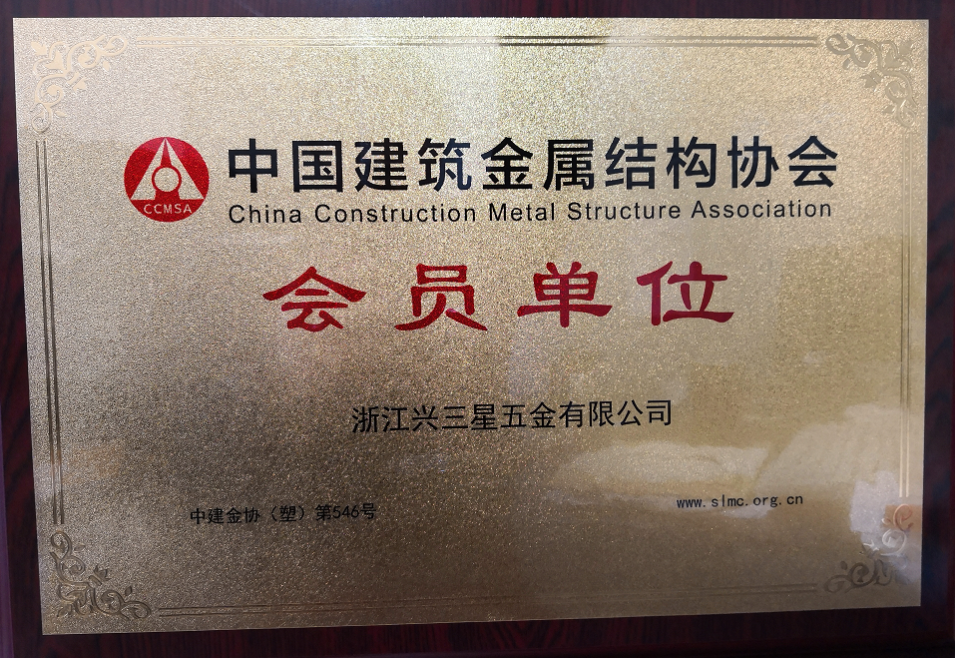 中国建筑金属结构协会
CCMSA
China Construction Metal Structure Association
会员单位
浙江兴三星五金有限公司
中建金协（塑）第546号
www.slmc.org.cn